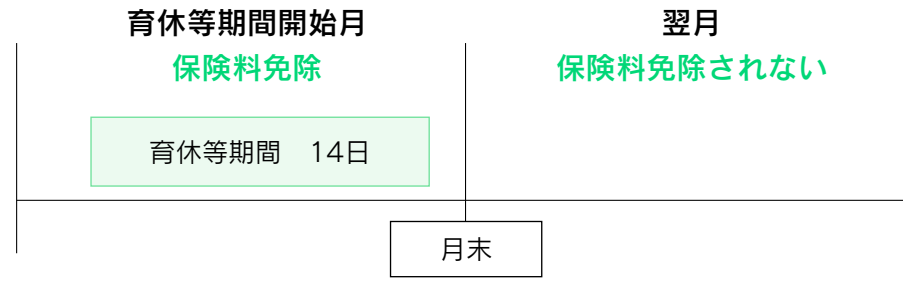 育休等期間開始月
翌月
保険料免除
保険料免除されない
育休等期間　14日
月末